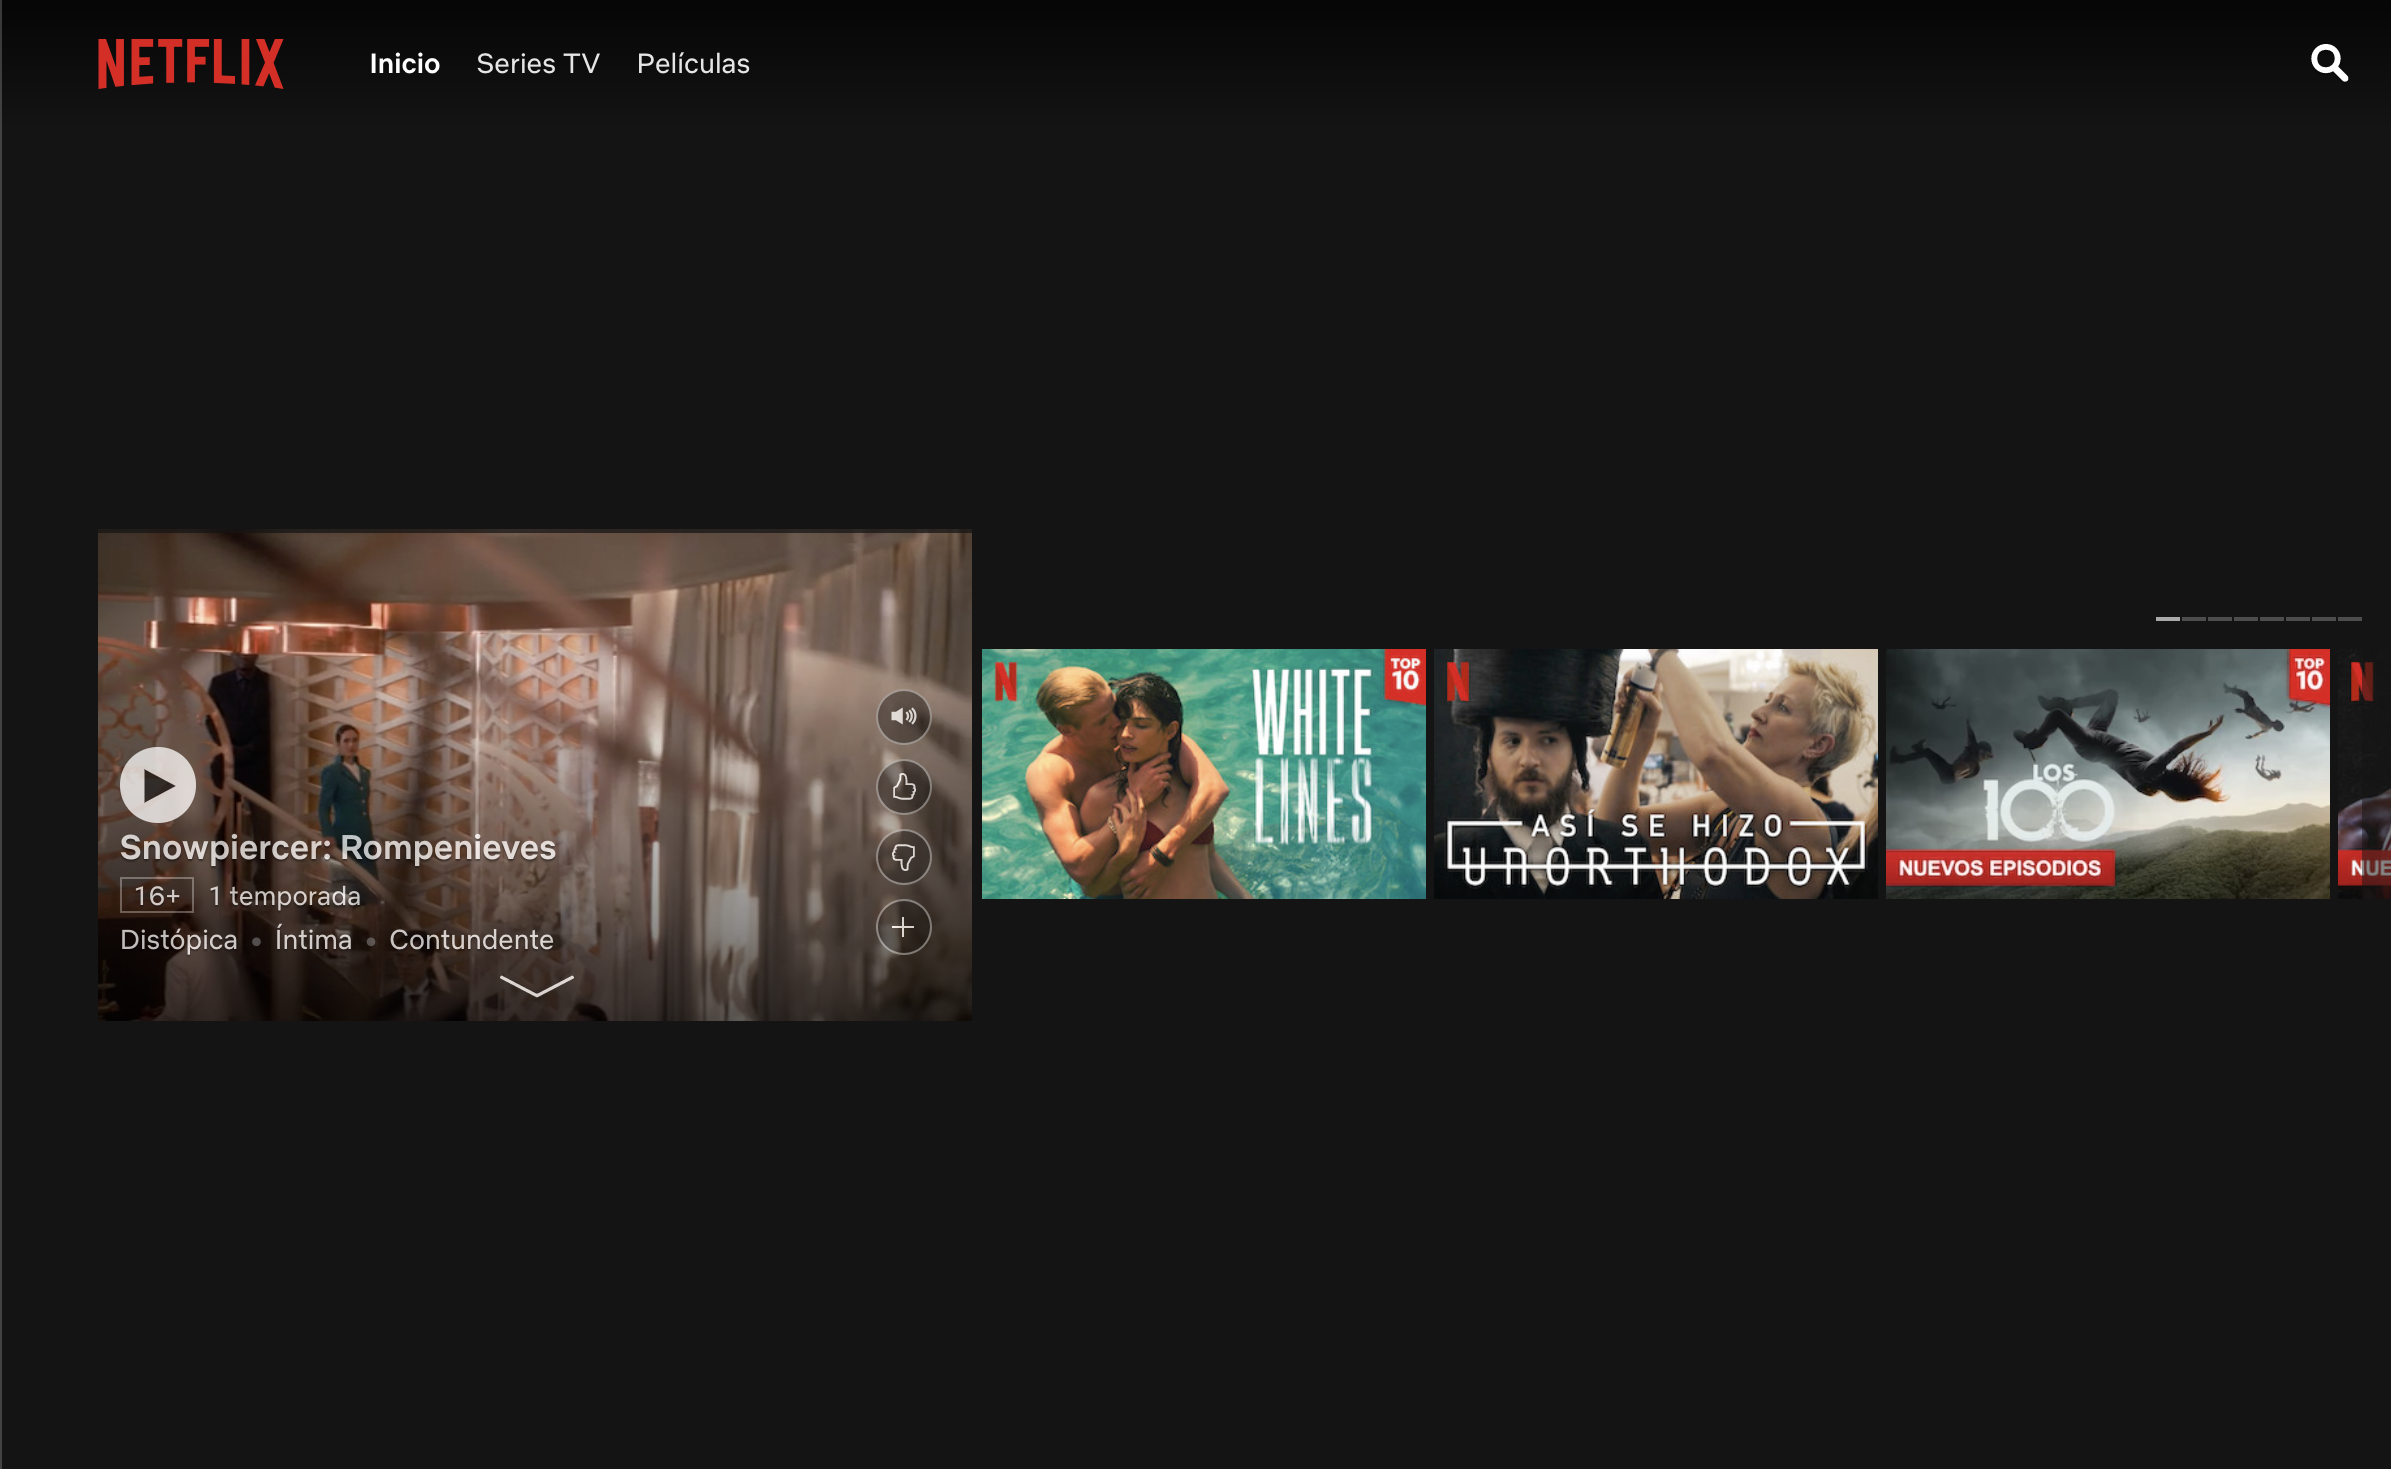 NETFLIX Inicio Series TV Películas
Snowpiercer: Rompenieves
16+ 1 temporada
Distópica • Íntima • Contundente
N
WHITE
LINES
TOP
10
N
ASÍ SE HIZO
UNORTHODOX
TOP
10
LOS
100
NUEVOS EPISODIOS
N
NUE